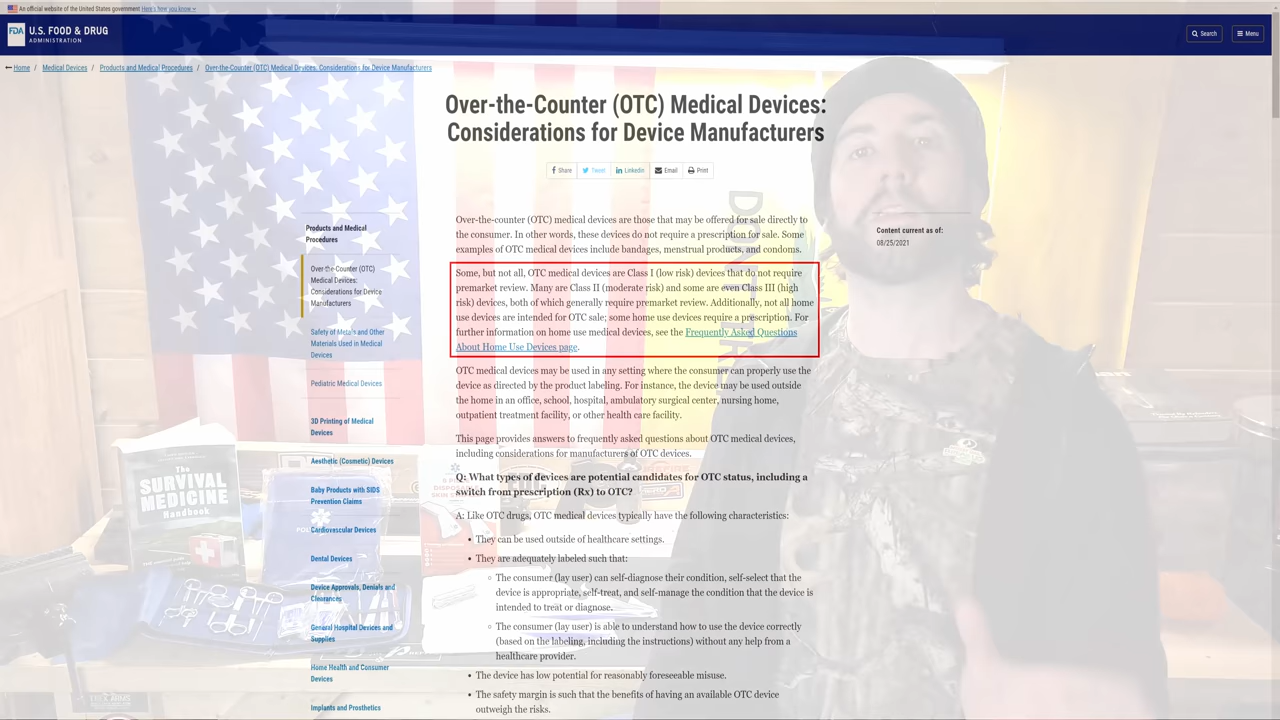 An official website of the United States government Here's how you know
FDA U.S. FOOD & DRUG
ADMINISTRATION
Search
Menu
Home / Medical Devices / Products and Medical Procedures / Over-the-Counter (OTC) Medical Devices: Considerations for Device Manufacturers
Over-the-Counter (OTC) Medical Devices:
Considerations for Device Manufacturers
Share
Tweet
Linkedin
Email
Print
Products and Medical
Procedures
Over-the-Counter (OTC)
Medical Devices:
Considerations for Device
Manufacturers
Safety of Metals and Other
Materials Used in Medical
Devices
Pediatric Medical Devices
3D Printing of Medical
Devices
Aesthetic (Cosmetic) Devices
Baby Products with SIDS
Prevention Claims
Cardiovascular Devices
Dental Devices
Device Approvals, Denials and
Clearances
General Hospital Devices and
Supplies
Home Health and Consumer
Devices
Implants and Prosthetics
Over-the-counter (OTC) medical devices are those that may be offered for sale directly to
the consumer. In other words, these devices do not require a prescription for sale. Some
examples of OTC medical devices include bandages, menstrual products, and condoms.
Some, but not all, OTC medical devices are Class I (low risk) devices that do not require
premarket review. Many are Class II (moderate risk) and some are even Class III (high
risk) devices, both of which generally require premarket review. Additionally, not all home
use devices are intended for OTC sale; some home use devices require a prescription. For
further information on home use medical devices, see the Frequently Asked Questions
About Home Use Devices page.
OTC medical devices may be used in any setting where the consumer can properly use the
device as directed by the product labeling. For instance, the device may be used outside
the home in an office, school, hospital, ambulatory surgical center, nursing home,
outpatient treatment facility, or other health care facility.
This page provides answers to frequently asked questions about OTC medical devices,
including considerations for manufacturers of OTC devices.
Q: What types of devices are potential candidates for OTC status, including a
switch from prescription (Rx) to OTC?
A: Like OTC drugs, OTC medical devices typically have the following characteristics:
• They can be used outside of healthcare settings.
• They are adequately labeled such that:
○ The consumer (lay user) can self-diagnose their condition, self-select that the
device is appropriate, self-treat, and self-manage the condition that the device is
intended to treat or diagnose.
○ The consumer (lay user) is able to understand how to use the device correctly
(based on the labeling, including the instructions) without any help from a
healthcare provider.
• The device has low potential for reasonably foreseeable misuse.
• The safety margin is such that the benefits of having an available OTC device
outweigh the risks.
Content current as of:
08/25/2021
The
SURVIVAL
MEDICINE
Handbook